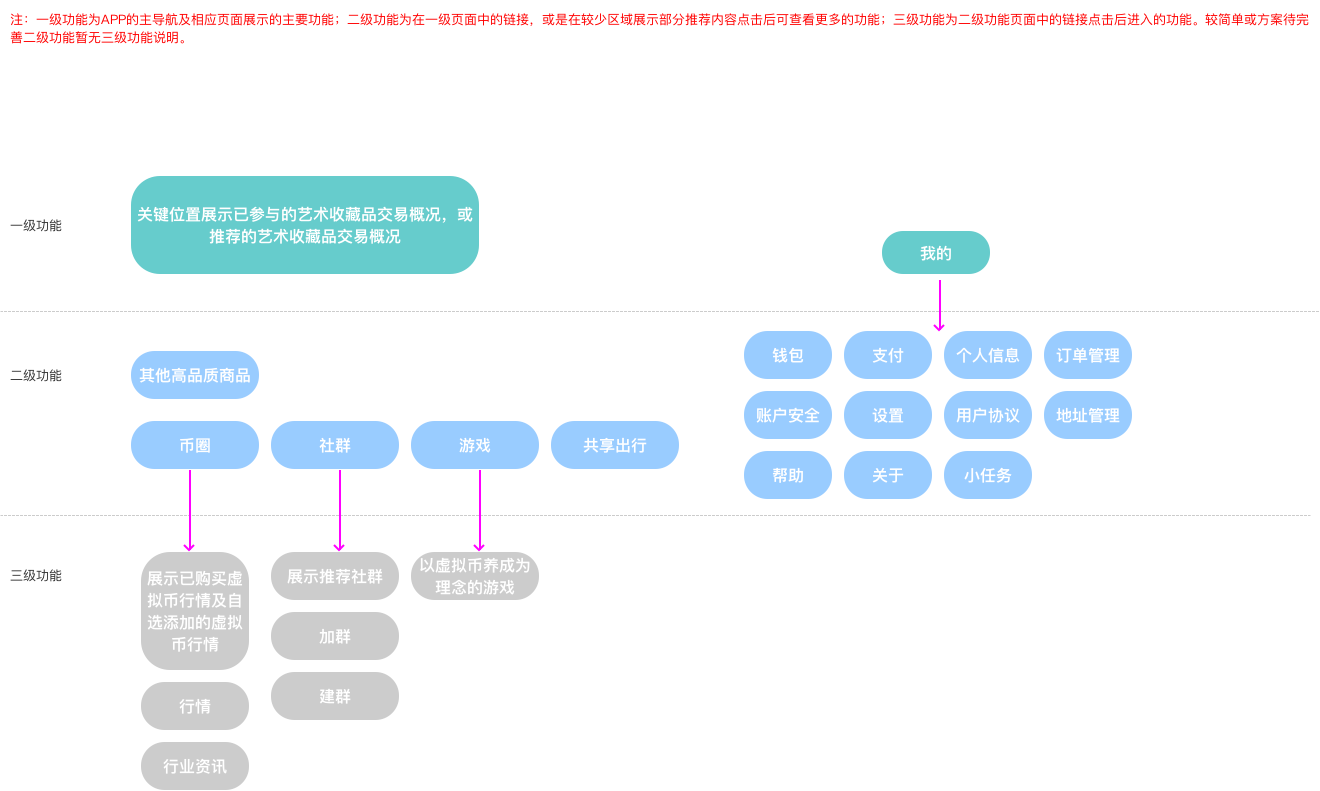 注：一级功能为APP的主导航及相应页面展示的主要功能；二级功能为在一级页面中的链接，或是在较少区域展示部分推荐内容点击后可查看更多的功能；三级功能为二级功能页面中的链接点击后进入的功能。较简单或方案待完
善二级功能暂无三级功能说明。
一级功能
关键位置展示已参与的艺术收藏品交易概况，或
推荐的艺术收藏品交易概况
我的
二级功能
其他高品质商品
币圈
社群
游戏
共享出行
钱包
支付
个人信息
订单管理
账户安全
设置
用户协议
地址管理
帮助
关于
小任务
三级功能
展示已购买虚
拟币行情及自
选添加的虚拟
币行情
行情
行业资讯
展示推荐社群
加群
建群
以虚拟币养成为
理念的游戏